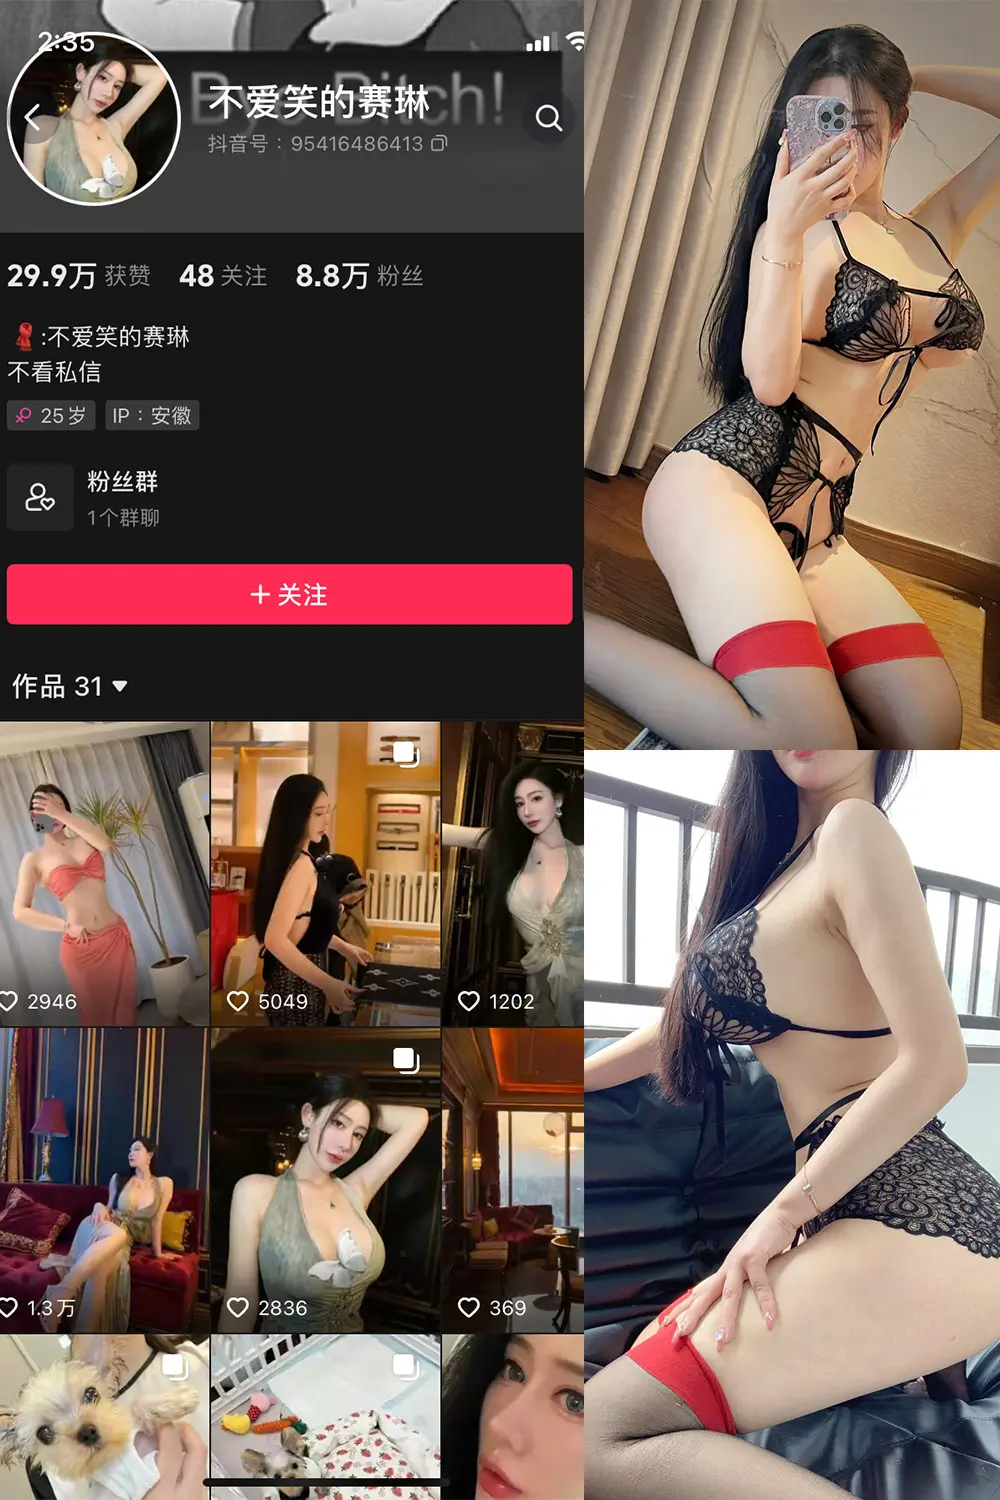 2:35
By Bitch!
不爱笑的赛琳
抖音号：95416486413
29.9万 获赞 48 关注 8.8万 粉丝
:不爱笑的赛琳
不看私信
25岁 IP：安徽
粉丝群
1个群聊
+ 关注
作品 31
2946 5049 1202
1.3万 2836 369